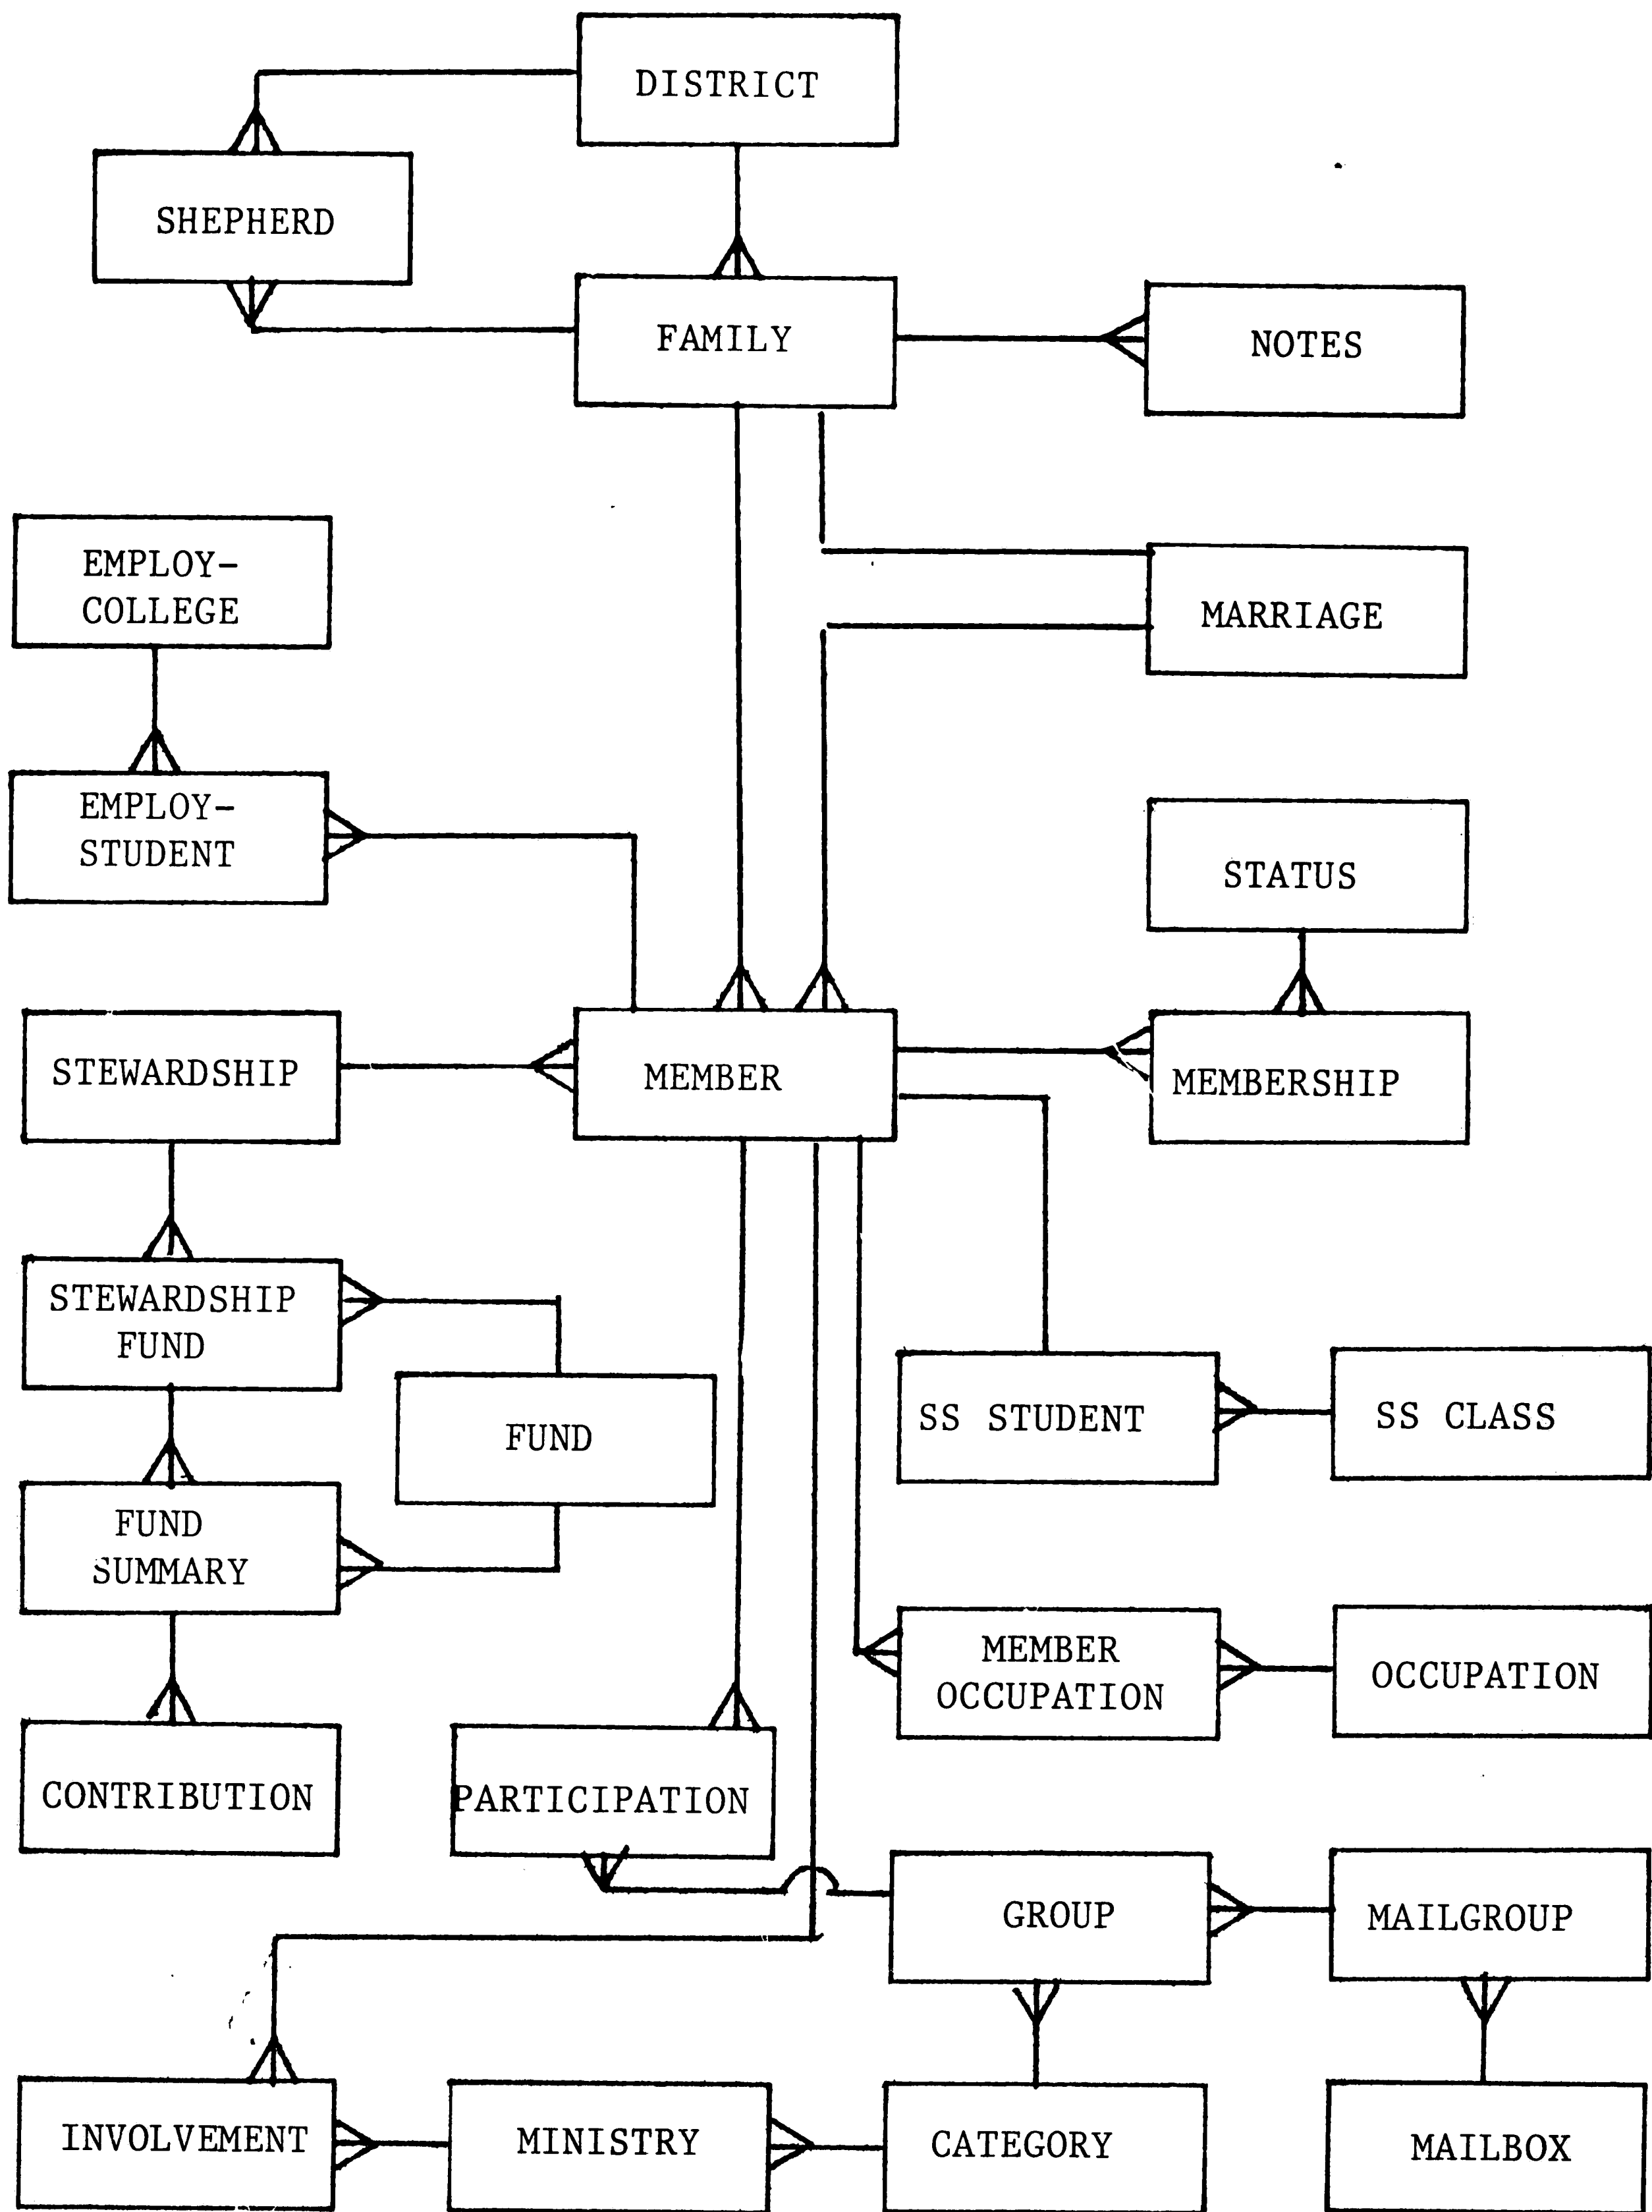 DISTRICT
SHEPHERD
FAMILY
NOTES
EMPLOY-
COLLEGE
MARRIAGE
EMPLOY-
STUDENT
STATUS
STEWARDSHIP
MEMBER
MEMBERSHIP
STEWARDSHIP
FUND
FUND
SS STUDENT
SS CLASS
FUND
SUMMARY
MEMBER
OCCUPATION
OCCUPATION
CONTRIBUTION
PARTICIPATION
GROUP
MAILGROUP
INVOLVEMENT
MINISTRY
CATEGORY
MAILBOX